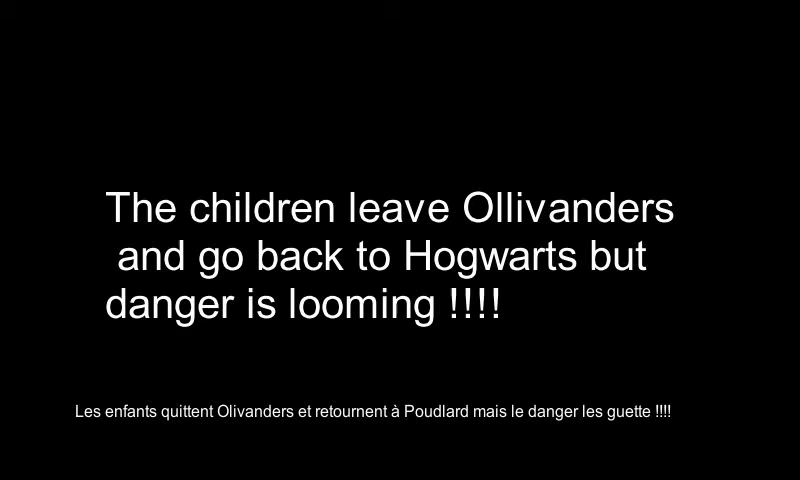 The children leave Ollivanders
and go back to Hogwarts but
danger is looming !!!!
Les enfants quittent Olivanders et retournent à Poudlard mais le danger les guette !!!!